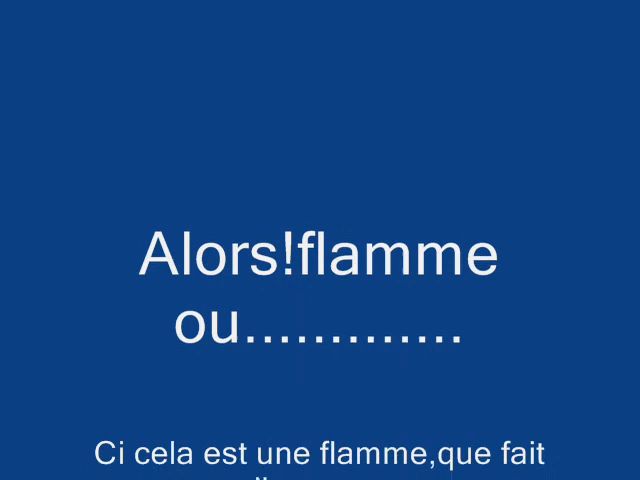 Alors!flamme
ou.............
Ci cela est une flamme,que fait